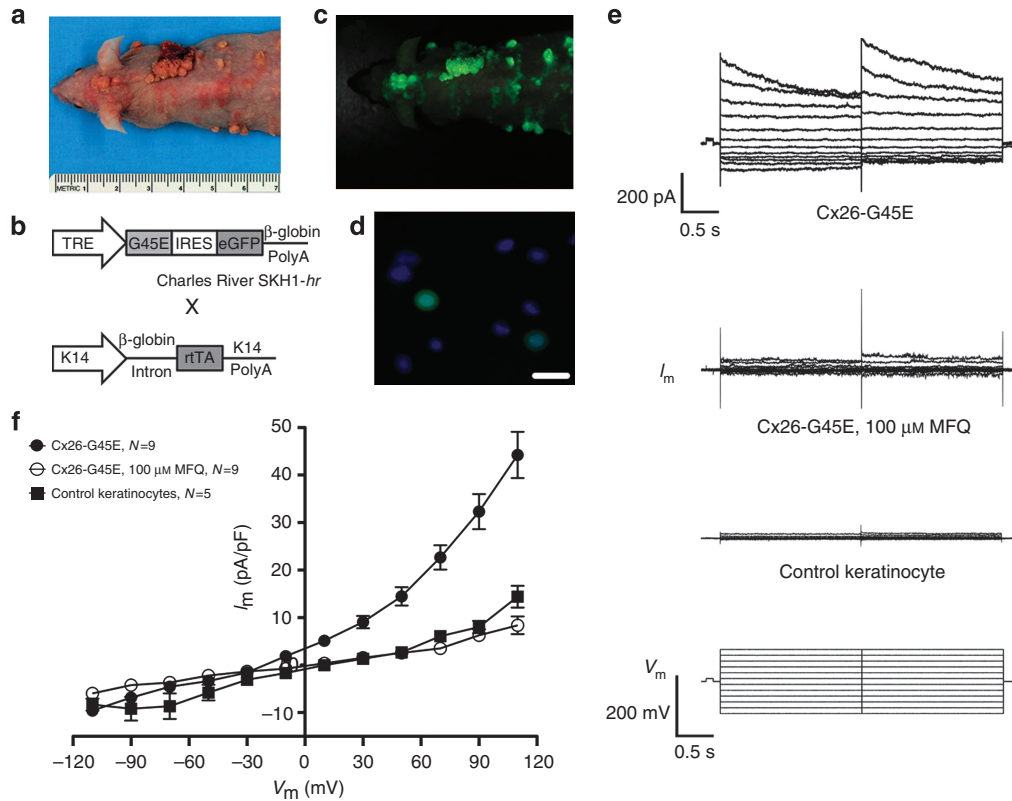 a
METRIC 1 2 3 4 5 6 7
b
TRE G45E IRES eGFP β-globin
PolyA
Charles River SKH1-hr
X
K14 β-globin Intron rtTA K14 PolyA
c
d
e
200 pA
0.5 s
Cx26-G45E
Im
Cx26-G45E, 100 μM MFQ
Control keratinocyte
Vm
200 mV
0.5 s
f
Cx26-G45E, N=9
Cx26-G45E, 100 μM MFQ, N=9
Control keratinocytes, N=5
Im (pA/pF)
50
40
30
20
10
0
−10
−120 −90 −60 −30 0 30 60 90 120
Vm (mV)